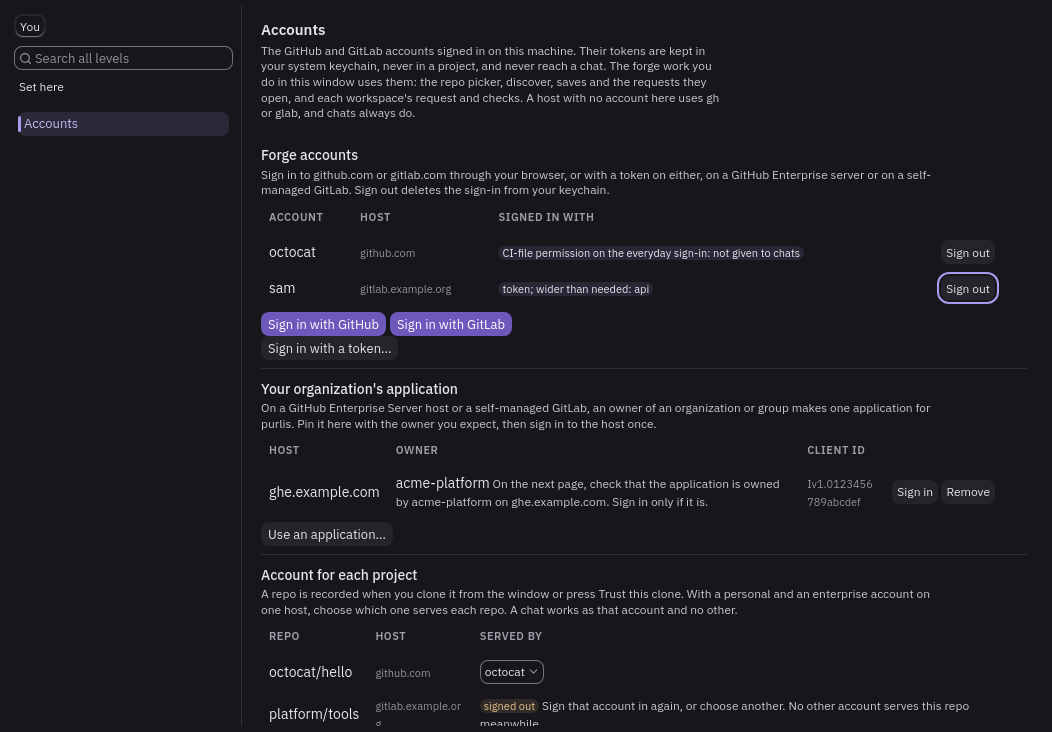 You
Search all levels
Set here
Accounts
Accounts
The GitHub and GitLab accounts signed in on this machine. Their tokens are kept in
your system keychain, never in a project, and never reach a chat. The forge work you
do in this window uses them: the repo picker, discover, saves and the requests they
open, and each workspace's request and checks. A host with no account here uses gh
or glab, and chats always do.
Forge accounts
Sign in to github.com or gitlab.com through your browser, or with a token on either, on a GitHub Enterprise server or on a self-
managed GitLab. Sign out deletes the sign-in from your keychain.
ACCOUNT HOST SIGNED IN WITH
octocat github.com CI-file permission on the everyday sign-in: not given to chats Sign out
sam gitlab.example.org token; wider than needed: api Sign out
Sign in with GitHub Sign in with GitLab
Sign in with a token...
Your organization's application
On a GitHub Enterprise Server host or a self-managed GitLab, an owner of an organization or group makes one application for
purlis. Pin it here with the owner you expect, then sign in to the host once.
HOST OWNER CLIENT ID
ghe.example.com acme-platform On the next page, check that the application is owned
by acme-platform on ghe.example.com. Sign in only if it is.
Iv1.0123456
789abcdef
Sign in Remove
Use an application...
Account for each project
A repo is recorded when you clone it from the window or press Trust this clone. With a personal and an enterprise account on
one host, choose which one serves each repo. A chat works as that account and no other.
REPO HOST SERVED BY
octocat/hello github.com octocat
platform/tools gitlab.example.or
g
signed out Sign that account in again, or choose another. No other account serves this repo
meanwhile